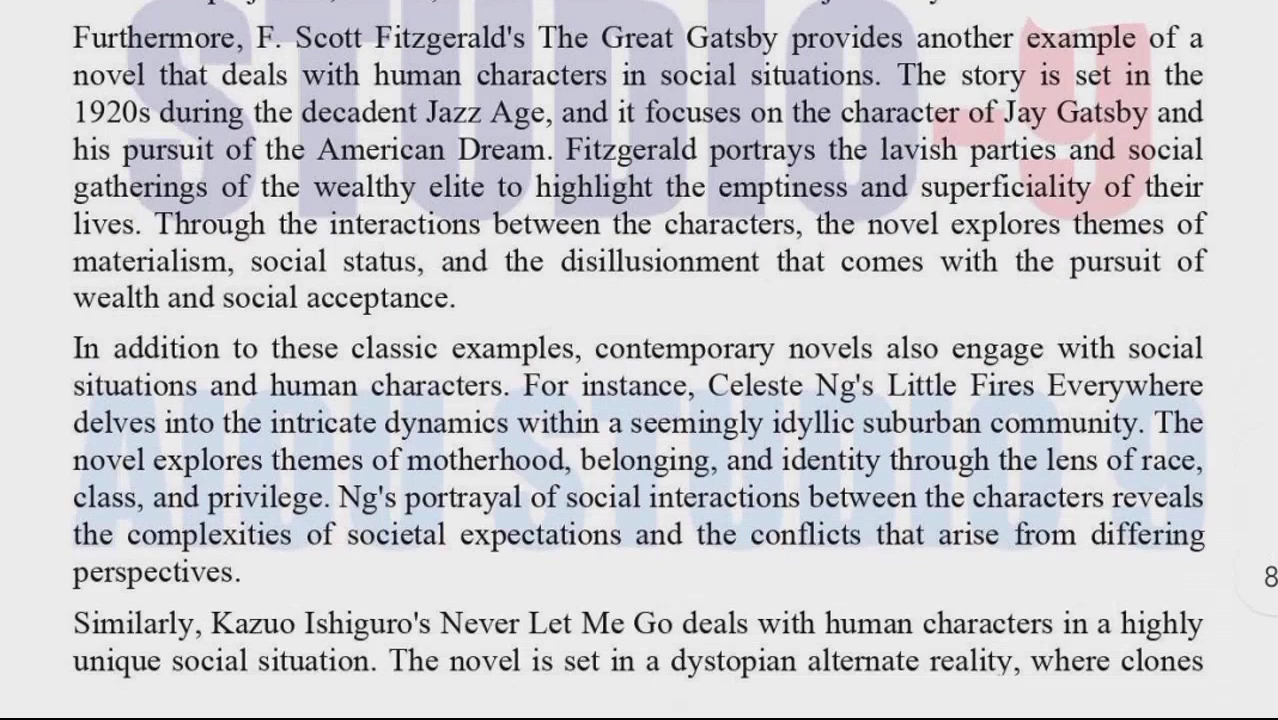 STUDIO-9
Furthermore, F. Scott Fitzgerald's The Great Gatsby provides another example of a
novel that deals with human characters in social situations. The story is set in the
1920s during the decadent Jazz Age, and it focuses on the character of Jay Gatsby and
his pursuit of the American Dream. Fitzgerald portrays the lavish parties and social
gatherings of the wealthy elite to highlight the emptiness and superficiality of their
lives. Through the interactions between the characters, the novel explores themes of
materialism, social status, and the disillusionment that comes with the pursuit of
wealth and social acceptance.
In addition to these classic examples, contemporary novels also engage with social
situations and human characters. For instance, Celeste Ng's Little Fires Everywhere
delves into the intricate dynamics within a seemingly idyllic suburban community. The
novel explores themes of motherhood, belonging, and identity through the lens of race,
class, and privilege. Ng's portrayal of social interactions between the characters reveals
the complexities of societal expectations and the conflicts that arise from differing
perspectives.
AIOU STUDIO 9
8
Similarly, Kazuo Ishiguro's Never Let Me Go deals with human characters in a highly
unique social situation. The novel is set in a dystopian alternate reality, where clones